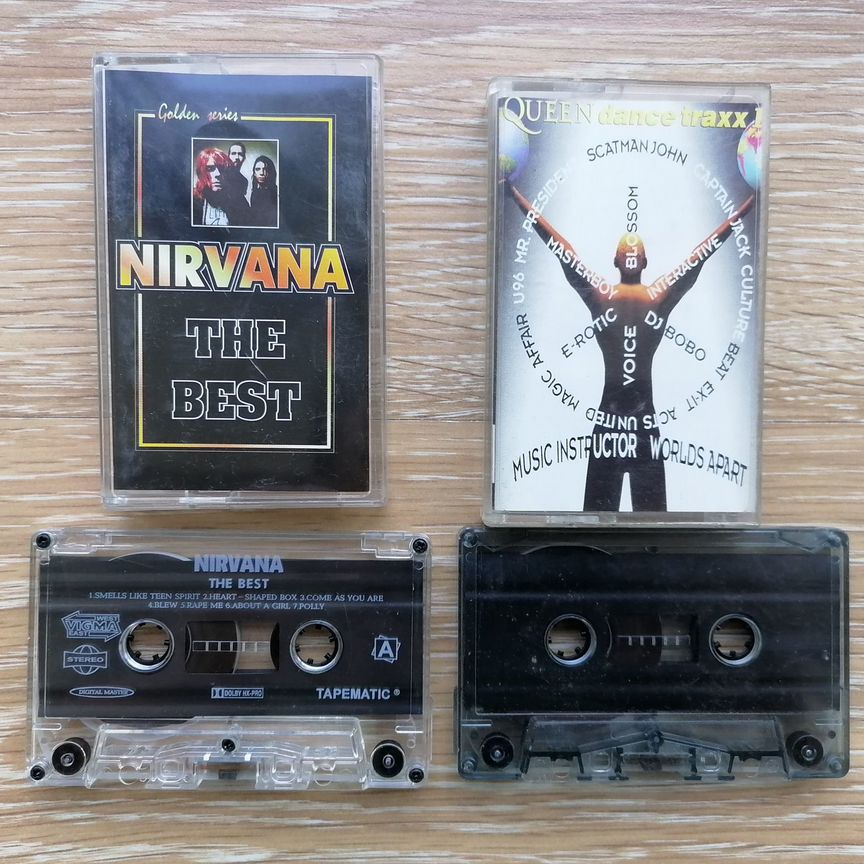 Golden series
NIRVANA
THE
BEST
QUEEN dance traxx I
SCATMAN JOHN
CAPTAIN JACK
CULTURE BEAT
EX-IT
ACTS UNITED
MAGIC AFFAIR
U96
MR. PRESIDENT
BLOSSOM
MASTERBOY
INTERACTIVE
E-ROTIC
DJ BOBO
VOICE
MUSIC INSTRUCTOR WORLDS APART
NIRVANA
THE BEST
1.SMELLS LIKE TEEN SPIRIT 2.HEART - SHAPED BOX 3.COME AS YOU ARE
4.BLEW 5.RAPE ME 6.ABOUT A GIRL 7.POLLY
WEST
VIGMA
EAST
STEREO
A
DIGITAL MASTER
DOLBY HX-PRO
TAPEMATIC ®